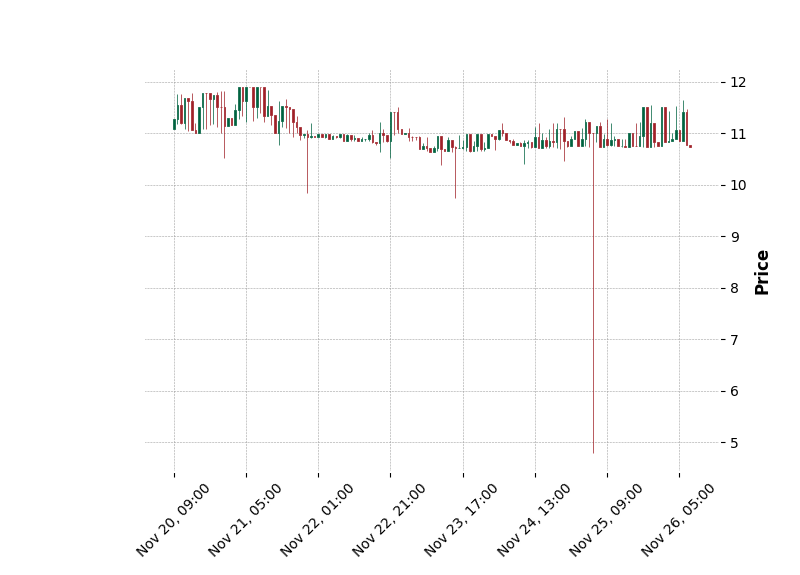 12
11
10
9
8
7
6
5
Price
Nov 20, 09:00
Nov 21, 05:00
Nov 22, 01:00
Nov 22, 21:00
Nov 23, 17:00
Nov 24, 13:00
Nov 25, 09:00
Nov 26, 05:00